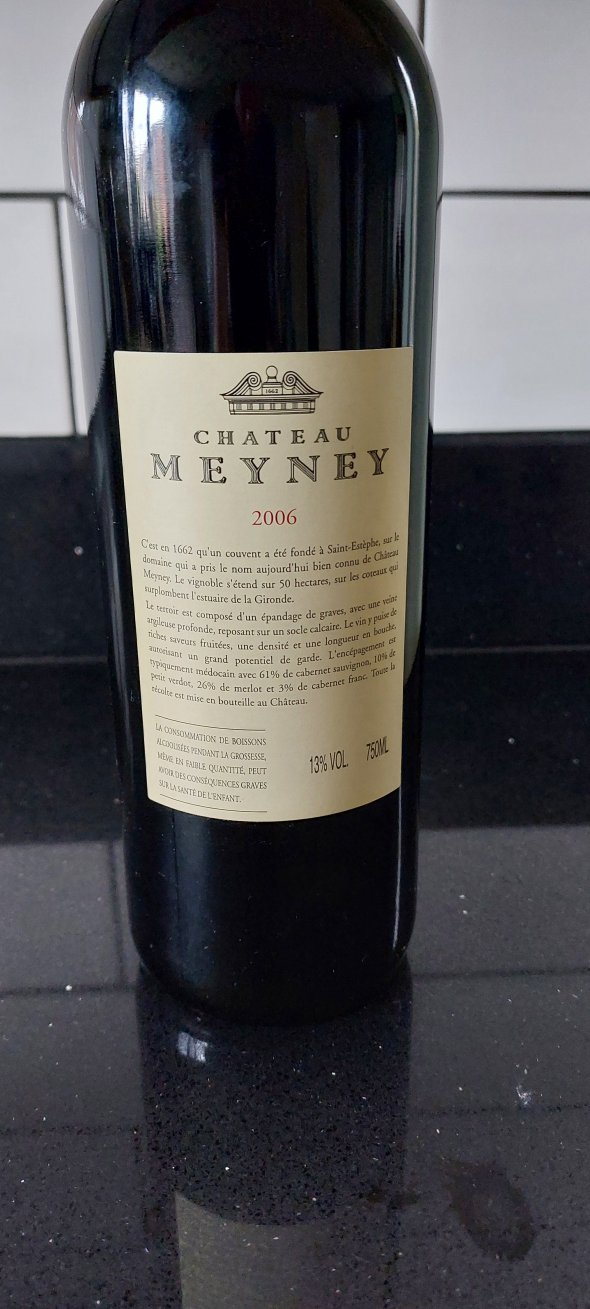 1662
CHATEAU
MEYNEY
2006
C'est en 1662 qu'un couvent a été fondé à Saint-Estèphe, sur le
domaine qui a pris le nom aujourd'hui bien connu de Château
Meyney. Le vignoble s'étend sur 50 hectares, sur les coteaux qui
surplombent l'estuaire de la Gironde.
Le terroir est composé d'un épandage de graves, avec une veine
argileuse profonde, reposant sur un socle calcaire. Le vin y puise de
riches saveurs fruitées, une densité et une longueur en bouche,
autorisant un grand potentiel de garde. L'encépagement est
typiquement médocain avec 61% de cabernet sauvignon, 10% de
petit verdot, 26% de merlot et 3% de cabernet franc. Toute la
récolte est mise en bouteille au Château.
LA CONSOMMATION DE BOISSONS
ALCOOLISÉES PENDANT LA GROSSESSE,
MÊME EN FAIBLE QUANTITÉ, PEUT
AVOIR DES CONSÉQUENCES GRAVES
SUR LA SANTÉ DE L'ENFANT.
13% VOL. 750ML